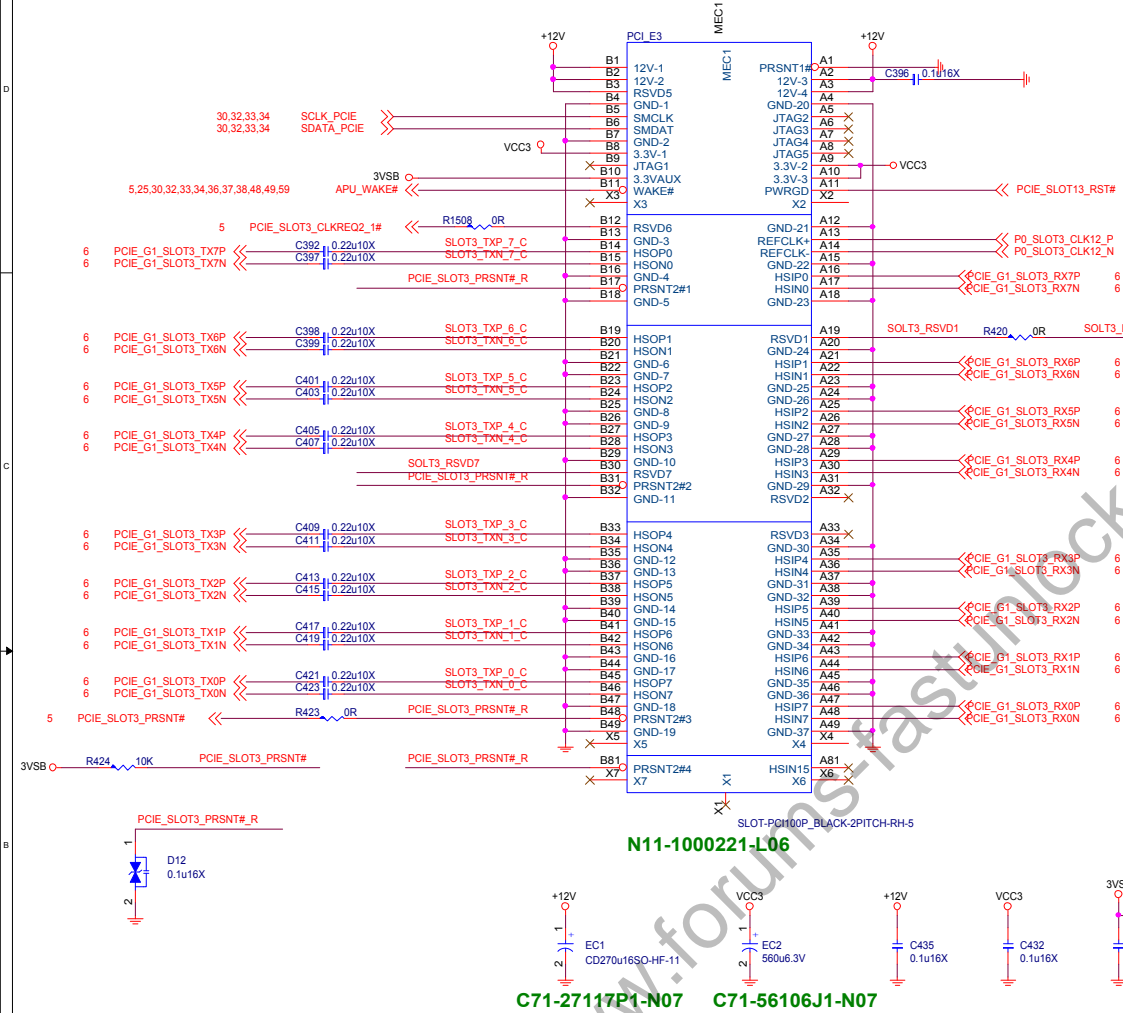 MEC1
+12V
PCI_E3
+12V
D
B1 12V-1 MEC1 PRSNT1# A1
B2 12V-2 12V-3 A2 C396 0.1u16X
B3 RSVD5 12V-4 A3
B4 GND-1 GND-20 A4
30,32,33,34 SCLK_PCIE B5 SMCLK JTAG2 A5
30,32,33,34 SDATA_PCIE B6 SMDAT JTAG3 A6
B7 GND-2 JTAG4 A7
VCC3 B8 3.3V-1 JTAG5 A8
B9 JTAG1 3.3V-2 A9 VCC3
3VSB B10 3.3VAUX 3.3V-3 A10
5,25,30,32,33,34,36,37,38,48,49,59 APU_WAKE# B11 WAKE# PWRGD A11 PCIE_SLOT13_RST#
X3 X3 X2 X2
5 PCIE_SLOT3_CLKREQ2_1# R1508 0R B12 RSVD6 GND-21 A12
B13 GND-3 REFCLK+ A13 P0_SLOT3_CLK12_P
6 PCIE_G1_SLOT3_TX7P C392 0.22u10X SLOT3_TXP_7_C B14 HSOP0 REFCLK- A14 P0_SLOT3_CLK12_N
6 PCIE_G1_SLOT3_TX7N C397 0.22u10X SLOT3_TXN_7_C B15 HSON0 GND-22 A15
B16 GND-4 HSIP0 A16 PCIE_G1_SLOT3_RX7P 6
PCIE_SLOT3_PRSNT#_R B17 PRSNT2#1 HSIN0 A17 PCIE_G1_SLOT3_RX7N 6
B18 GND-5 GND-23 A18
6 PCIE_G1_SLOT3_TX6P C398 0.22u10X SLOT3_TXP_6_C B19 HSOP1 RSVD1 A19 SOLT3_RSVD1 R420 0R SOLT3_
6 PCIE_G1_SLOT3_TX6N C399 0.22u10X SLOT3_TXN_6_C B20 HSON1 GND-24 A20
B21 GND-6 HSIP1 A21 PCIE_G1_SLOT3_RX6P 6
B22 GND-7 HSIN1 A22 PCIE_G1_SLOT3_RX6N 6
6 PCIE_G1_SLOT3_TX5P C401 0.22u10X SLOT3_TXP_5_C B23 HSOP2 GND-25 A23
6 PCIE_G1_SLOT3_TX5N C403 0.22u10X SLOT3_TXN_5_C B24 HSON2 GND-26 A24
B25 GND-8 HSIP2 A25 PCIE_G1_SLOT3_RX5P 6
B26 GND-9 HSIN2 A26 PCIE_G1_SLOT3_RX5N 6
6 PCIE_G1_SLOT3_TX4P C405 0.22u10X SLOT3_TXP_4_C B27 HSOP3 GND-27 A27
6 PCIE_G1_SLOT3_TX4N C407 0.22u10X SLOT3_TXN_4_C B28 HSON3 GND-28 A28
C
B29 GND-10 HSIP3 A29 PCIE_G1_SLOT3_RX4P 6
SOLT3_RSVD7 B30 RSVD7 HSIN3 A30 PCIE_G1_SLOT3_RX4N 6
PCIE_SLOT3_PRSNT#_R B31 PRSNT2#2 GND-29 A31
B32 GND-11 RSVD2 A32
6 PCIE_G1_SLOT3_TX3P C409 0.22u10X SLOT3_TXP_3_C B33 HSOP4 RSVD3 A33
6 PCIE_G1_SLOT3_TX3N C411 0.22u10X SLOT3_TXN_3_C B34 HSON4 GND-30 A34
B35 GND-12 HSIP4 A35 PCIE_G1_SLOT3_RX3P 6
B36 GND-13 HSIN4 A36 PCIE_G1_SLOT3_RX3N 6
6 PCIE_G1_SLOT3_TX2P C413 0.22u10X SLOT3_TXP_2_C B37 HSOP5 GND-31 A37
6 PCIE_G1_SLOT3_TX2N C415 0.22u10X SLOT3_TXN_2_C B38 HSON5 GND-32 A38
B39 GND-14 HSIP5 A39 PCIE_G1_SLOT3_RX2P 6
B40 GND-15 HSIN5 A40 PCIE_G1_SLOT3_RX2N 6
6 PCIE_G1_SLOT3_TX1P C417 0.22u10X SLOT3_TXP_1_C B41 HSOP6 GND-33 A41
6 PCIE_G1_SLOT3_TX1N C419 0.22u10X SLOT3_TXN_1_C B42 HSON6 GND-34 A42
B43 GND-16 HSIP6 A43 PCIE_G1_SLOT3_RX1P 6
B44 GND-17 HSIN6 A44 PCIE_G1_SLOT3_RX1N 6
6 PCIE_G1_SLOT3_TX0P C421 0.22u10X SLOT3_TXP_0_C B45 HSOP7 GND-35 A45
6 PCIE_G1_SLOT3_TX0N C423 0.22u10X SLOT3_TXN_0_C B46 HSON7 GND-36 A46
B47 GND-18 HSIP7 A47 PCIE_G1_SLOT3_RX0P 6
5 PCIE_SLOT3_PRSNT# R423 0R PCIE_SLOT3_PRSNT#_R B48 PRSNT2#3 HSIN7 A48 PCIE_G1_SLOT3_RX0N 6
B49 GND-19 GND-37 A49
X5 X5 X4 X4
3VSB R424 10K PCIE_SLOT3_PRSNT# PCIE_SLOT3_PRSNT#_R B81 PRSNT2#4 HSIN15 A81
X7 X7 X1 X6 X6
X1
SLOT-PCI100P_BLACK-2PITCH-RH-5
N11-1000221-L06
PCIE_SLOT3_PRSNT#_R
B
1
D12
0.1u16X
2
+12V VCC3 +12V VCC3 3VS
1 EC1 CD270u16SO-HF-11 2
1 EC2 560u6.3V 2
C435 0.1u16X
C432 0.1u16X
C71-27117P1-N07 C71-56106J1-N07
w.forums-fastunlock